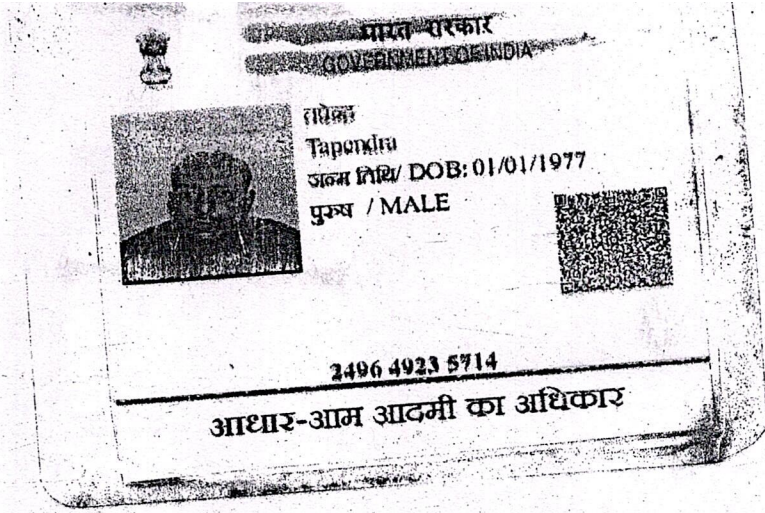 भारत सरकार
GOVERNMENT OF INDIA
Tapendra
जन्म तिथि/ DOB: 01/01/1977
पुरुष / MALE
2496 4923 5714
आधार-आम आदमी का अधिकार